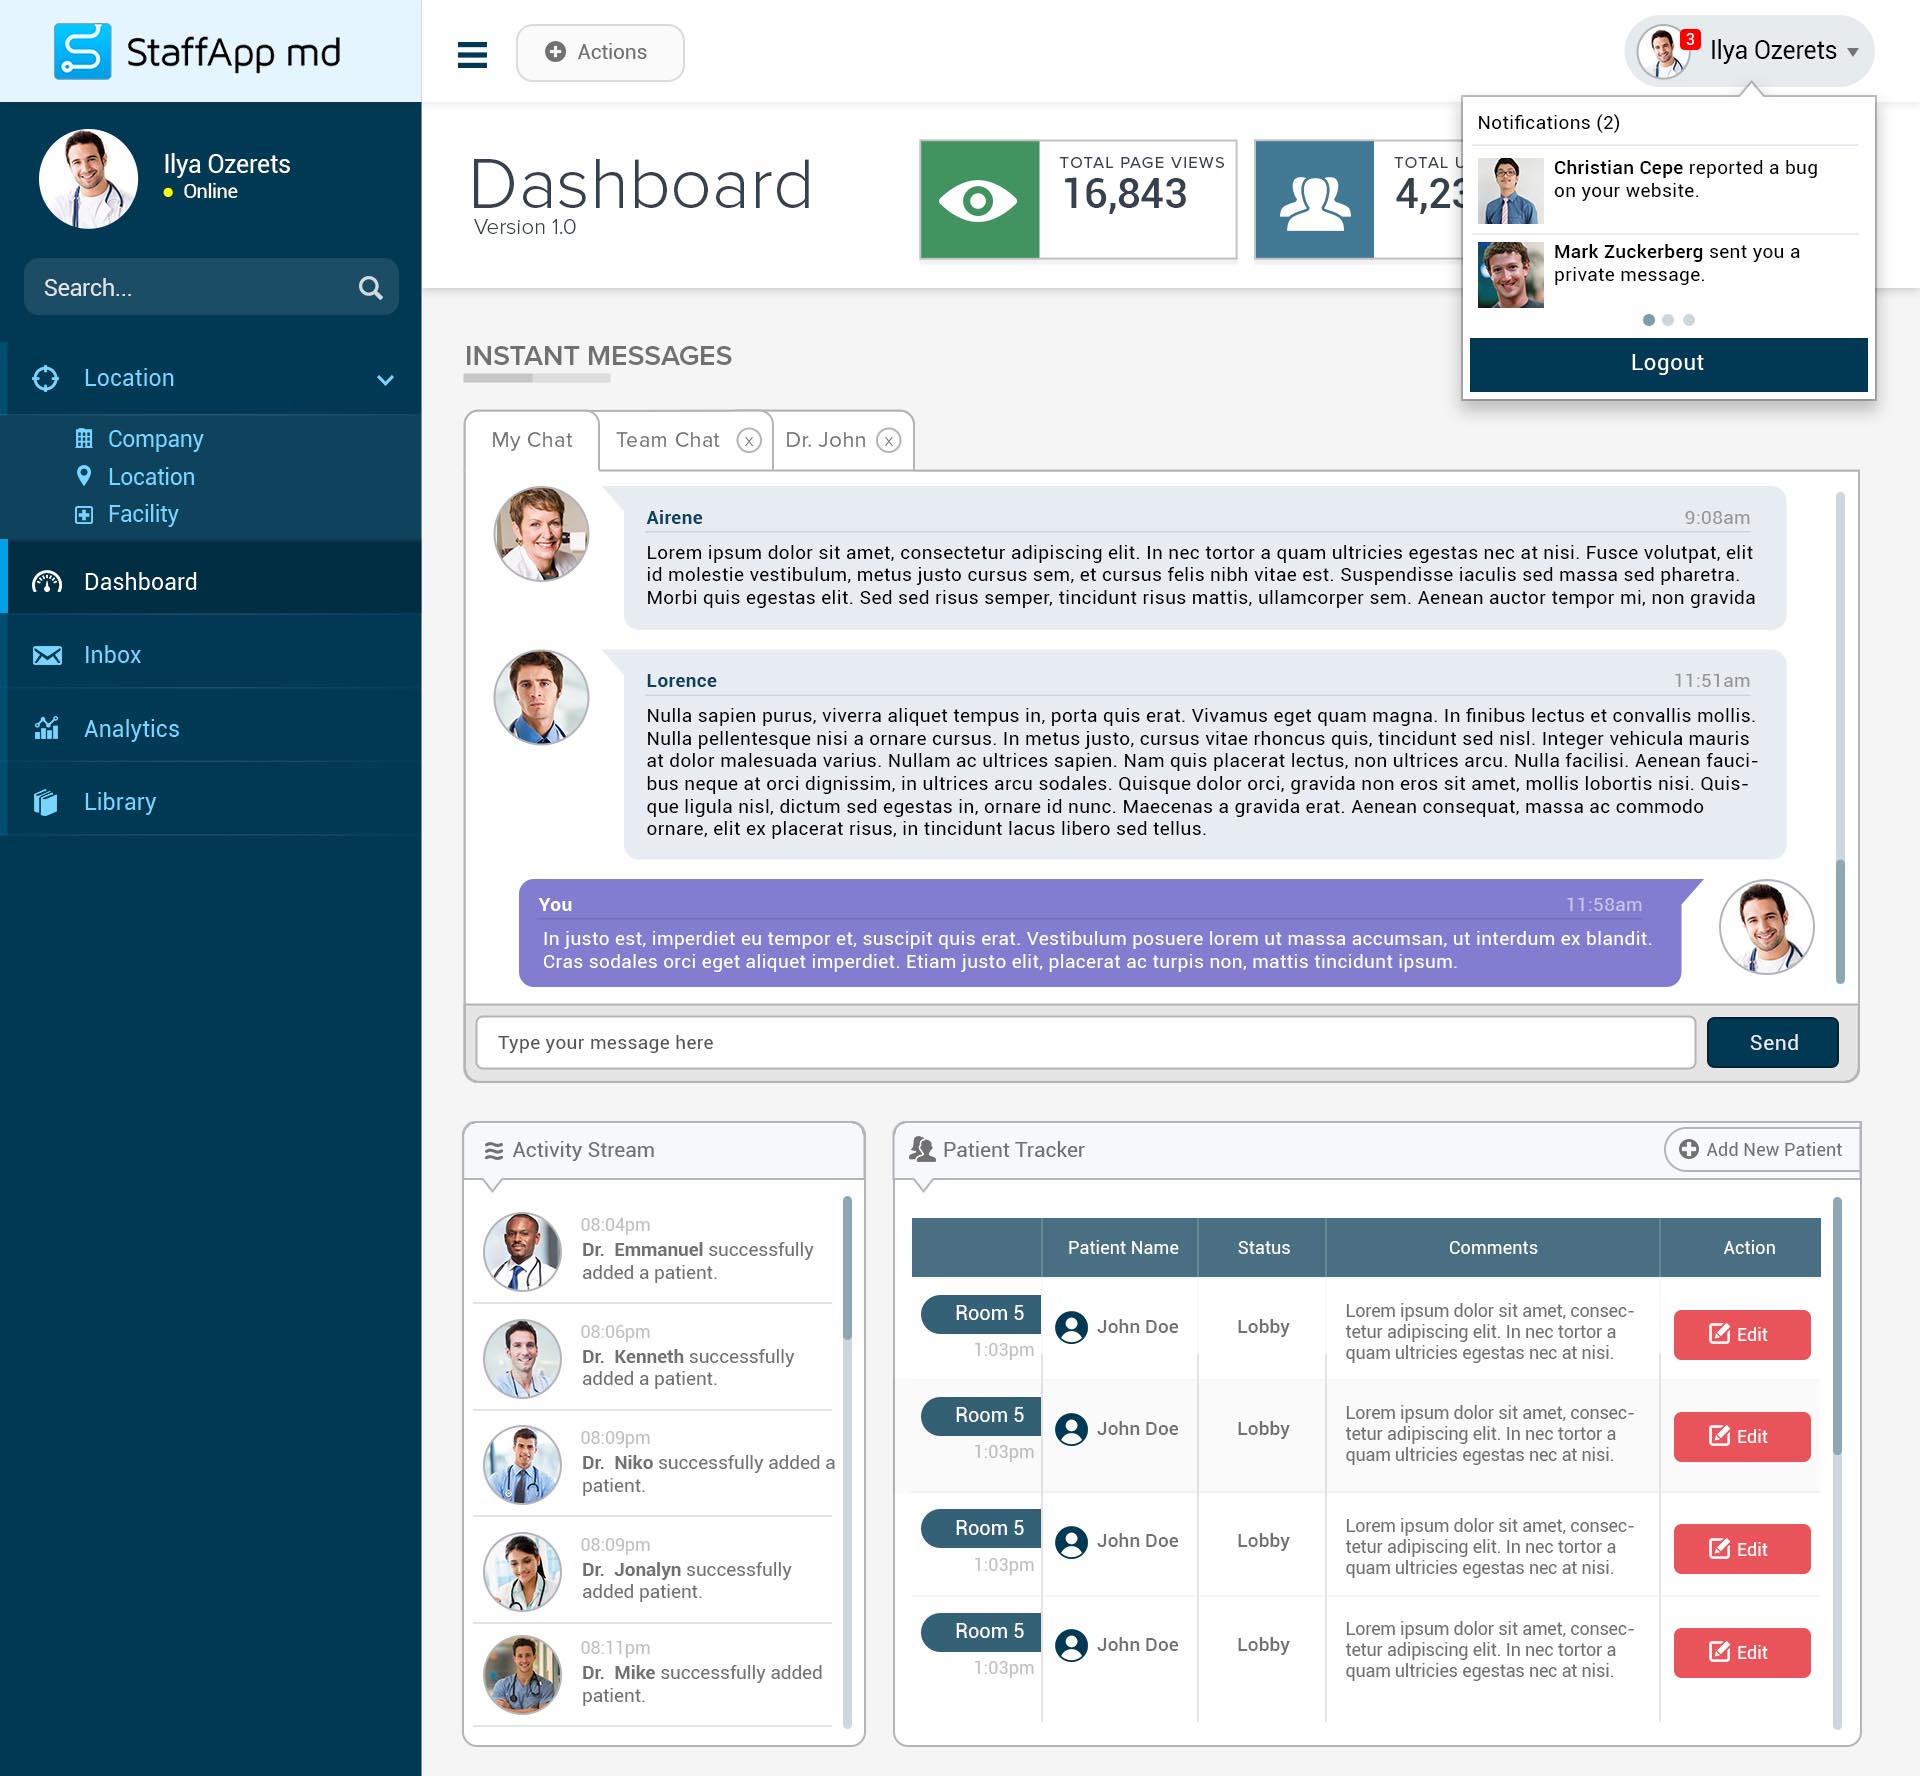 StaffApp md
Actions
3
Ilya Ozerets
Ilya Ozerets
Online
Search...
Location
Company
Location
Facility
Dashboard
Inbox
Analytics
Library
Dashboard
Version 1.0
TOTAL PAGE VIEWS
16,843
TOTAL
4,23
Notifications (2)
Christian Cepe reported a bug
on your website.
Mark Zuckerberg sent you a
private message.
Logout
INSTANT MESSAGES
My Chat
Team Chat x
Dr. John x
Airene 9:08am
Lorem ipsum dolor sit amet, consectetur adipiscing elit. In nec tortor a quam ultricies egestas nec at nisi. Fusce volutpat, elit
id molestie vestibulum, metus justo cursus sem, et cursus felis nibh vitae est. Suspendisse iaculis sed massa sed pharetra.
Morbi quis egestas elit. Sed sed risus semper, tincidunt risus mattis, ullamcorper sem. Aenean auctor tempor mi, non gravida
Lorence 11:51am
Nulla sapien purus, viverra aliquet tempus in, porta quis erat. Vivamus eget quam magna. In finibus lectus et convallis mollis.
Nulla pellentesque nisi a ornare cursus. In metus justo, cursus vitae rhoncus quis, tincidunt sed nisl. Integer vehicula mauris
at dolor malesuada varius. Nullam ac ultrices sapien. Nam quis placerat lectus, non ultrices arcu. Nulla facilisi. Aenean fauci-
bus neque at orci dignissim, in ultrices arcu sodales. Quisque dolor orci, gravida non eros sit amet, mollis lobortis nisi. Quis-
que ligula nisl, dictum sed egestas in, ornare id nunc. Maecenas a gravida erat. Aenean consequat, massa ac commodo
ornare, elit ex placerat risus, in tincidunt lacus libero sed tellus.
You 11:58am
In justo est, imperdiet eu tempor et, suscipit quis erat. Vestibulum posuere lorem ut massa accumsan, ut interdum ex blandit.
Cras sodales orci eget aliquet imperdiet. Etiam justo elit, placerat ac turpis non, mattis tincidunt ipsum.
Type your message here
Send
Activity Stream
08:04pm
Dr. Emmanuel successfully
added a patient.
08:06pm
Dr. Kenneth successfully
added a patient.
08:09pm
Dr. Niko successfully added a
patient.
08:09pm
Dr. Jonalyn successfully
added patient.
08:11pm
Dr. Mike successfully added
patient.
Patient Tracker
Add New Patient
Patient Name Status Comments Action
Room 5
1:03pm
John Doe
Lobby
Lorem ipsum dolor sit amet, consec-
tetur adipiscing elit. In nec tortor a
quam ultricies egestas nec at nisi.
Edit
Room 5
1:03pm
John Doe
Lobby
Lorem ipsum dolor sit amet, consec-
tetur adipiscing elit. In nec tortor a
quam ultricies egestas nec at nisi.
Edit
Room 5
1:03pm
John Doe
Lobby
Lorem ipsum dolor sit amet, consec-
tetur adipiscing elit. In nec tortor a
quam ultricies egestas nec at nisi.
Edit
Room 5
1:03pm
John Doe
Lobby
Lorem ipsum dolor sit amet, consec-
tetur adipiscing elit. In nec tortor a
quam ultricies egestas nec at nisi.
Edit